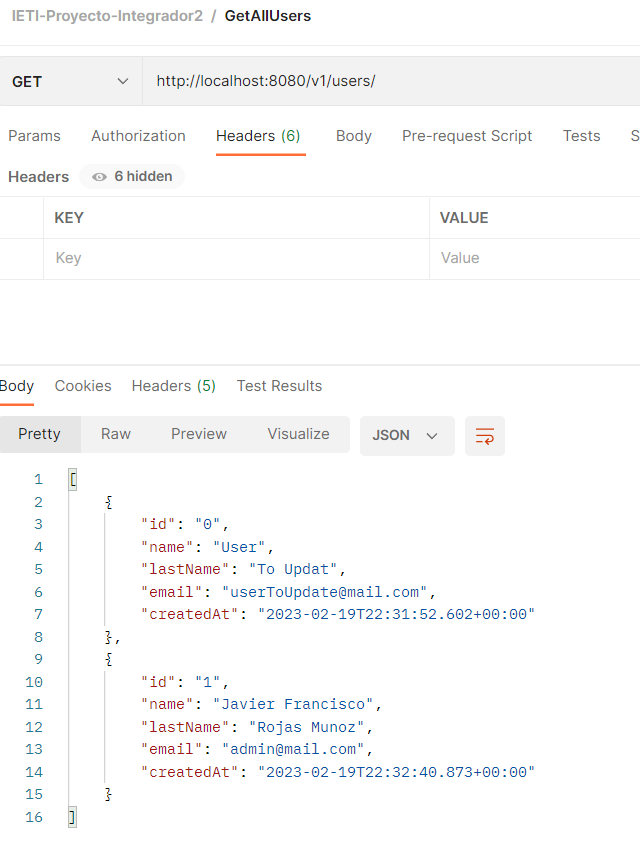 IETI-Proyecto-Integrador2 / GetAllUsers
GET http://localhost:8080/v1/users/
Params Authorization Headers (6) Body Pre-request Script Tests S
Headers 6 hidden
KEY VALUE
Key Value
Body Cookies Headers (5) Test Results
Pretty Raw Preview Visualize JSON
1 [
2 {
3 "id": "0",
4 "name": "User",
5 "lastName": "To Updat",
6 "email": "userToUpdate@mail.com",
7 "createdAt": "2023-02-19T22:31:52.602+00:00"
8 },
9 {
10 "id": "1",
11 "name": "Javier Francisco",
12 "lastName": "Rojas Munoz",
13 "email": "admin@mail.com",
14 "createdAt": "2023-02-19T22:32:40.873+00:00"
15 }
16 ]